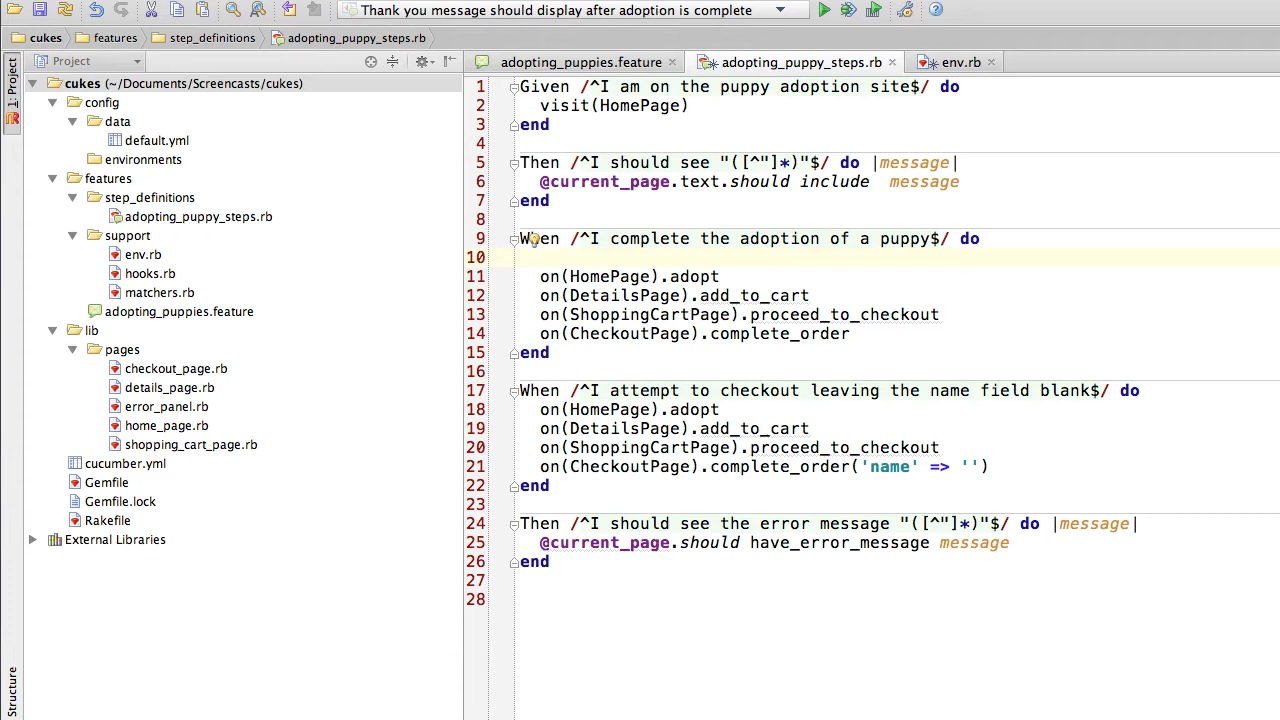 Thank you message should display after adoption is complete
cukes features step_definitions adopting_puppy_steps.rb
Project
adopting_puppies.feature adopting_puppy_steps.rb env.rb
1: Project
Structure
cukes (~/Documents/Screencasts/cukes)
config
data
default.yml
environments
features
step_definitions
adopting_puppy_steps.rb
support
env.rb
hooks.rb
matchers.rb
adopting_puppies.feature
lib
pages
checkout_page.rb
details_page.rb
error_panel.rb
home_page.rb
shopping_cart_page.rb
cucumber.yml
Gemfile
Gemfile.lock
Rakefile
External Libraries
1 Given /^I am on the puppy adoption site$/ do
2 visit(HomePage)
3 end
4
5 Then /^I should see "([^"]*)"$/ do |message|
6 @current_page.text.should include  message
7 end
8
9 When /^I complete the adoption of a puppy$/ do
10
11 on(HomePage).adopt
12 on(DetailsPage).add_to_cart
13 on(ShoppingCartPage).proceed_to_checkout
14 on(CheckoutPage).complete_order
15 end
16
17 When /^I attempt to checkout leaving the name field blank$/ do
18 on(HomePage).adopt
19 on(DetailsPage).add_to_cart
20 on(ShoppingCartPage).proceed_to_checkout
21 on(CheckoutPage).complete_order('name' => '')
22 end
23
24 Then /^I should see the error message "([^"]*)"$/ do |message|
25 @current_page.should have_error_message message
26 end
27
28